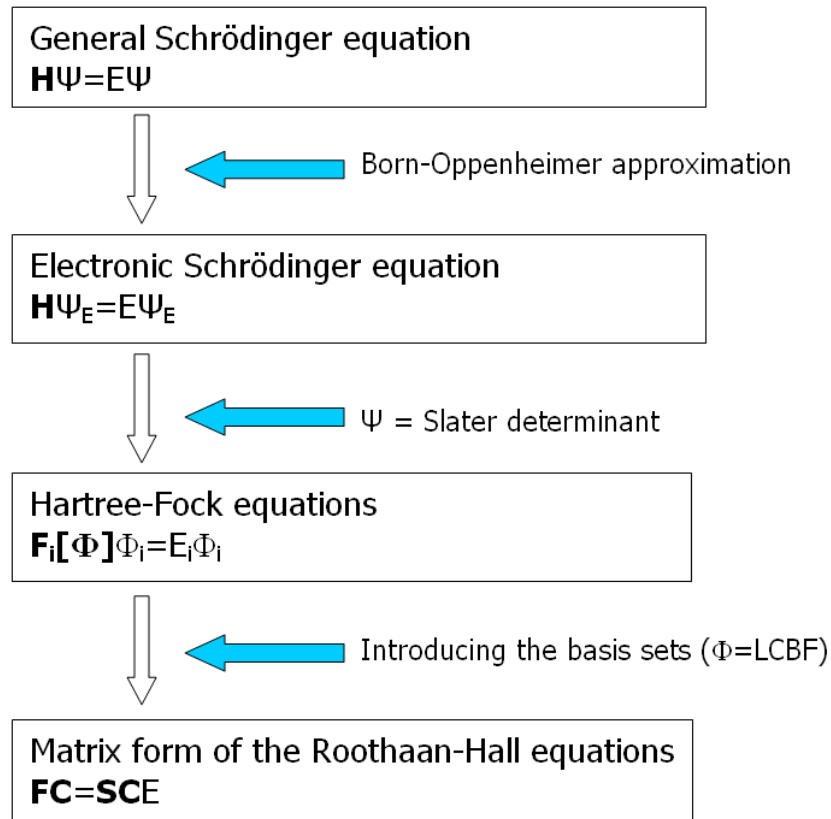 General Schrödinger equation
HΨ=EΨ
Born-Oppenheimer approximation
Electronic Schrödinger equation
HΨE=EΨE
Ψ = Slater determinant
Hartree-Fock equations
Fi[Φ]Φi=EiΦi
Introducing the basis sets (Φ=LCBF)
Matrix form of the Roothaan-Hall equations
FC=SCE